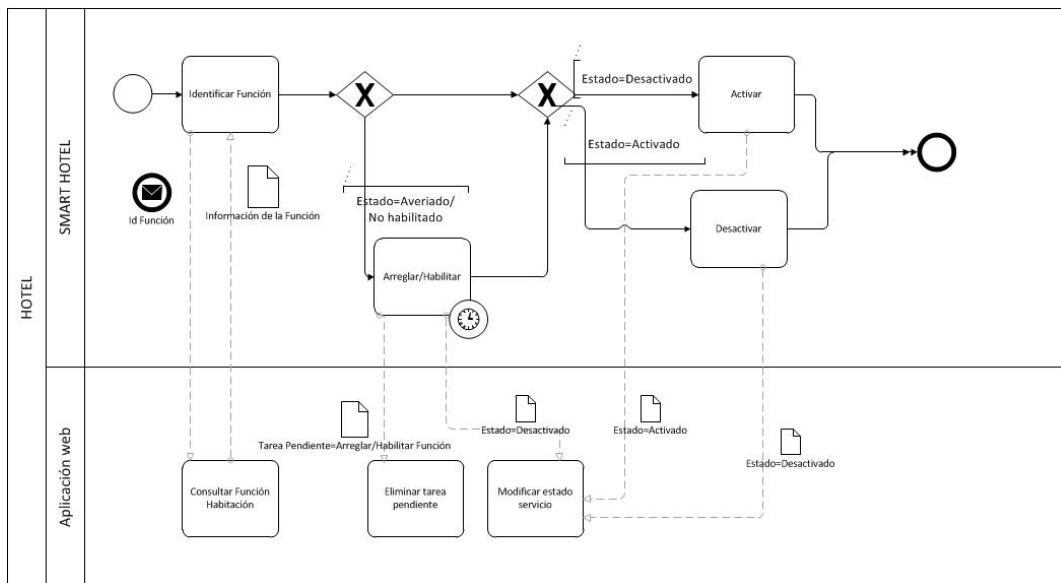 HOTEL
SMART HOTEL
Identificar Función
X
X
Estado=Desactivado
Activar
Estado=Activado
Id Función
Información de la Función
Estado=Averiado/
No habilitado
Desactivar
Arreglar/Habilitar
Aplicación web
Tarea Pendiente=Arreglar/Habilitar Función
Estado=Desactivado
Estado=Activado
Estado=Desactivado
Consultar Función
Habitación
Eliminar tarea
pendiente
Modificar estado
servicio